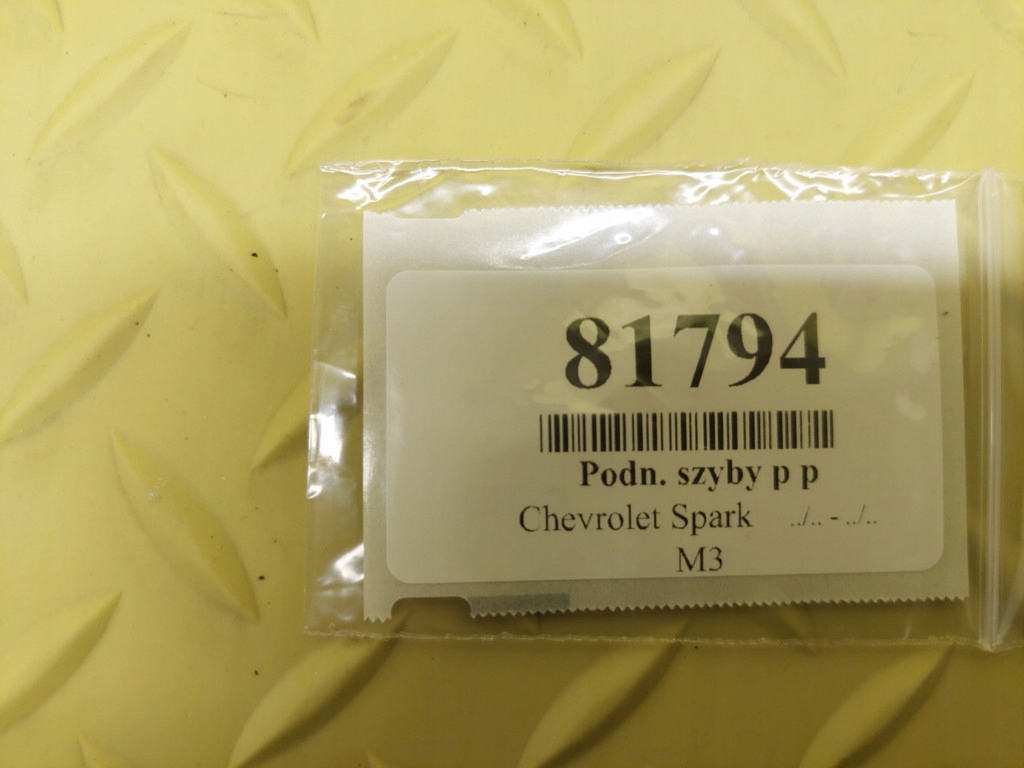 81794
Podn. szyby p p
Chevrolet Spark ../.. - ../..
M3